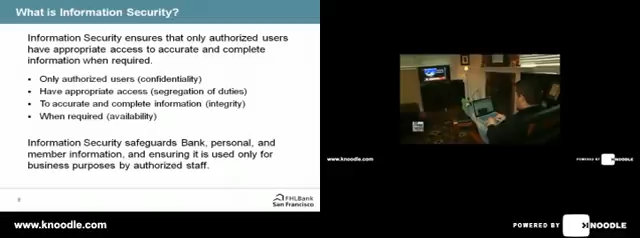 What is Information Security?
Information Security ensures that only authorized users
have appropriate access to accurate and complete
information when required.
• Only authorized users (confidentiality)
• Have appropriate access (segregation of duties)
• To accurate and complete information (integrity)
• When required (availability)
Information Security safeguards Bank, personal, and
member information, and ensuring it is used only for
business purposes by authorized staff.
FHLBank
San Francisco
www.knoodle.com
www.knoodle.com
POWERED BY KNOODLE
POWERED BY KNOODLE